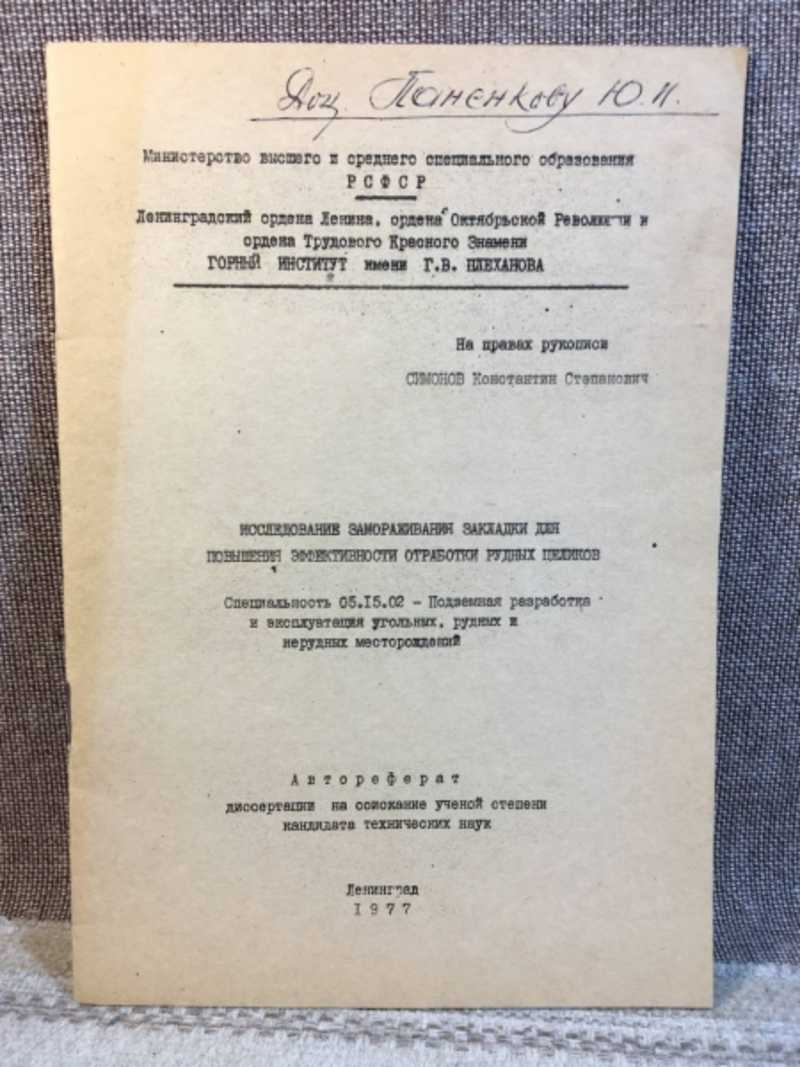 Доц. Паненкову Ю.И.
Министерство высшего и среднего специального образования
РСФСР
Ленинградский ордена Ленина, ордена Октябрьской Революции и
ордена Трудового Красного Знамени
ГОРНЫЙ ИНСТИТУТ имени Г.В. ПЛЕХАНОВА
На правах рукописи
СИМОНОВ Константин Степанович
ИССЛЕДОВАНИЕ ЗАМОРАЖИВАНИЯ ЗАКЛАДКИ ДЛЯ
ПОВЫШЕНИЯ ЭФФЕКТИВНОСТИ ОТРАБОТКИ РУДНЫХ ЦЕЛИКОВ
Специальность 05.15.02 - Подземная разработка
и эксплуатация угольных, рудных и
нерудных месторождений
Автореферат
диссертации на соискание ученой степени
кандидата технических наук
Ленинград
1977